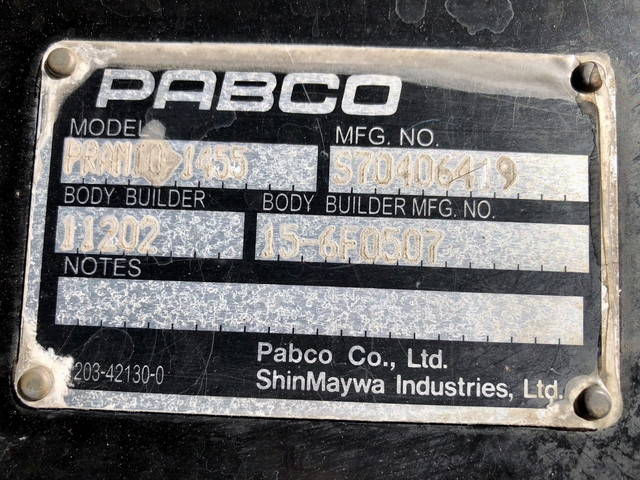 PABCO
MODEL MFG. NO.
1455 S70406419
BODY BUILDER BODY BUILDER MFG. NO.
11202 15-6F0507
NOTES
203-42130-0
Pabco Co., Ltd.
ShinMaywa Industries, Ltd.